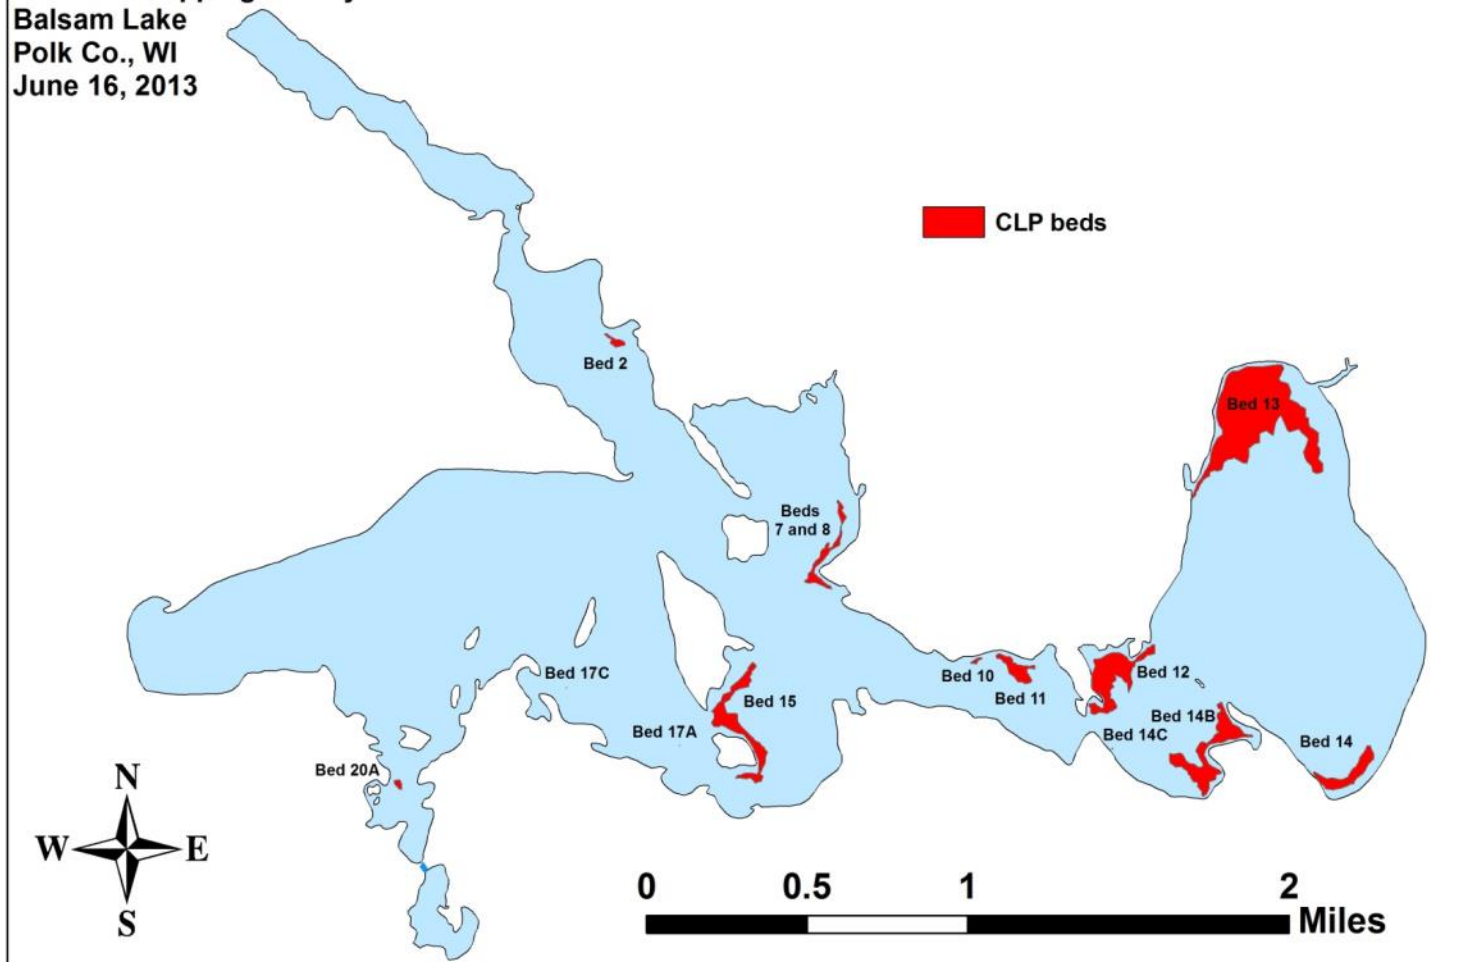 Balsam Lake
Polk Co., WI
June 16, 2013
CLP beds
Bed 2
Bed 13
Beds
7 and 8
Bed 10
Bed 11
Bed 12
Bed 17C
Bed 15
Bed 17A
Bed 14B
Bed 14C
Bed 14
Bed 20A
N
W
E
S
0
0.5
1
2
Miles